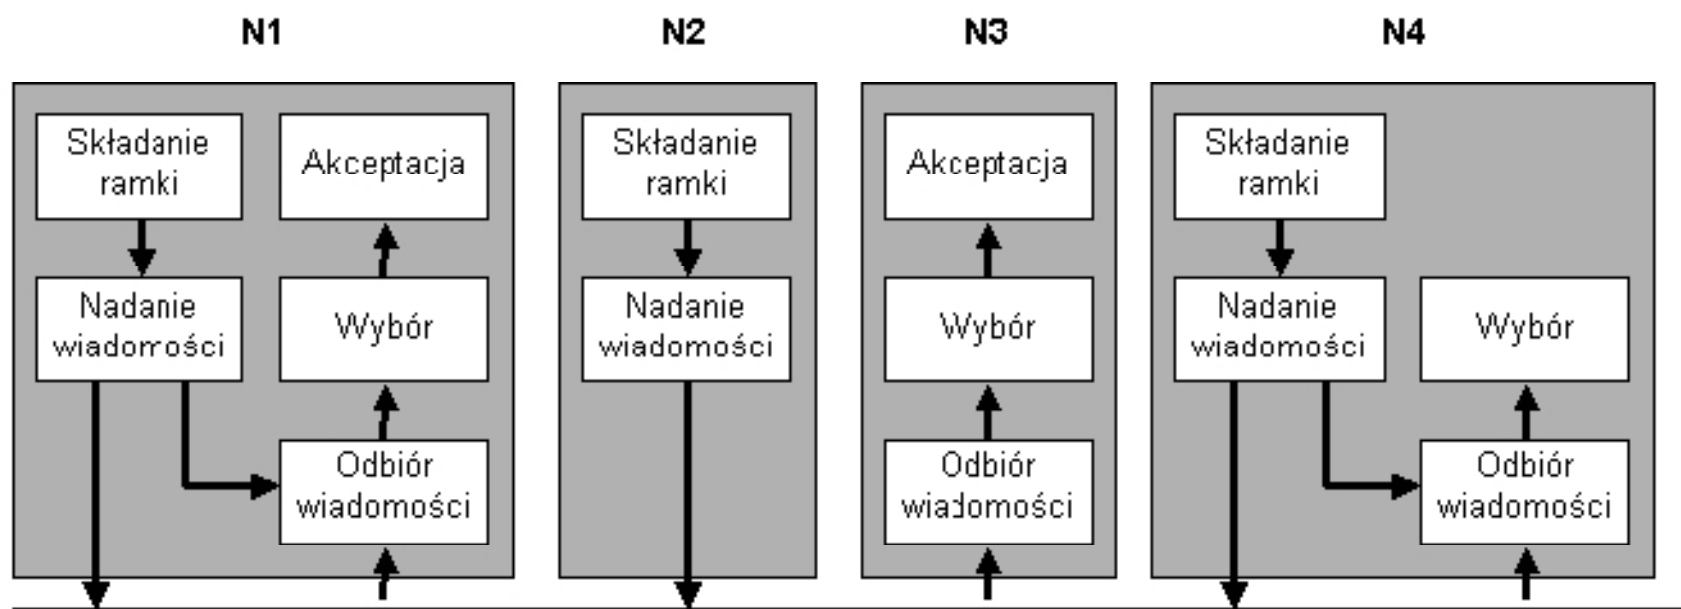 N1
N2
N3
N4
Składanie
ramki
Akceptacja
Składanie
ramki
Akceptacja
Składanie
ramki
Nadanie
wiadomości
Wybór
Nadanie
wiadomości
Wybór
Nadanie
wiadomości
Wybór
Odbiór
wiadomości
Odbiór
wiadomości
Odbiór
wiadomości